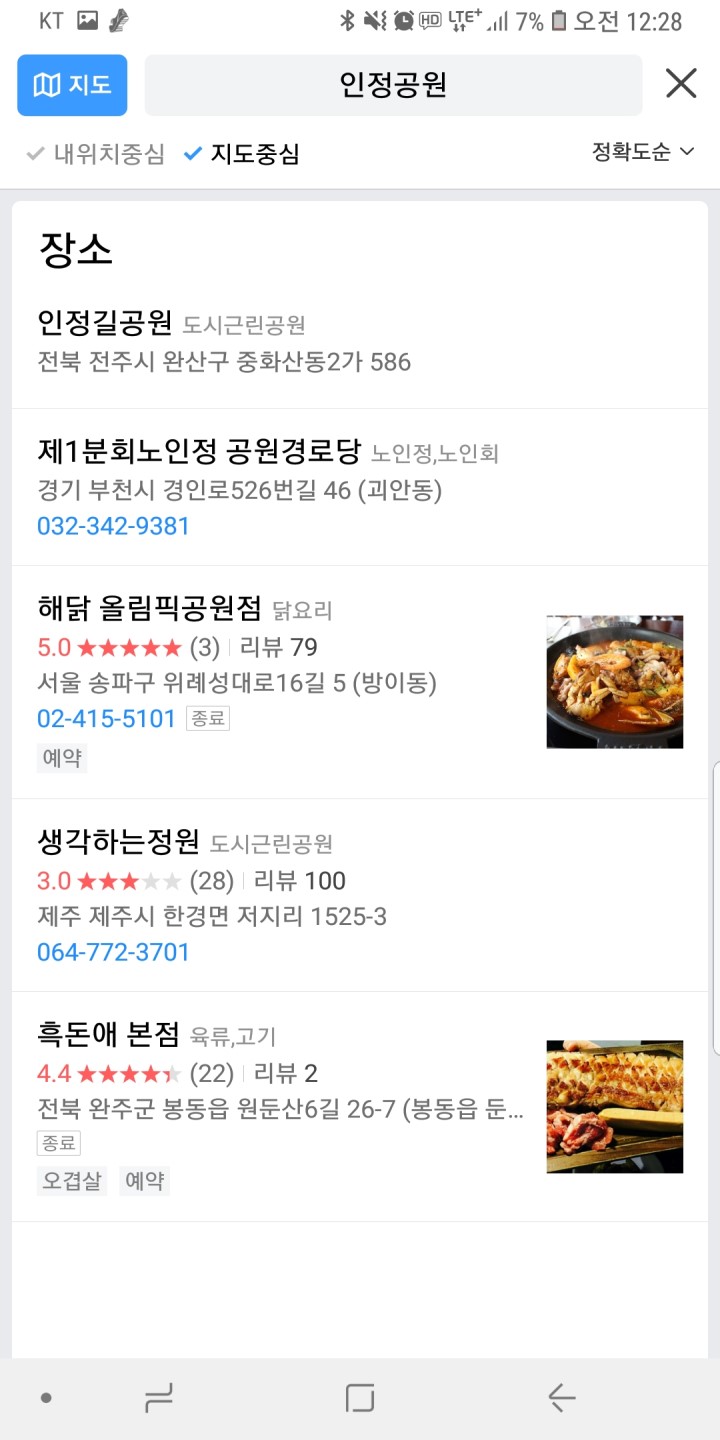 KT HD LTE+ 7% 오전 12:28
지도 인정공원
내위치중심 지도중심 정확도순
장소
인정길공원 도시근린공원
전북 전주시 완산구 중화산동2가 586
제1분회노인정 공원경로당 노인정,노인회
경기 부천시 경인로526번길 46 (괴안동)
032-342-9381
해닭 올림픽공원점 닭요리
5.0 ★★★★★ (3) 리뷰 79
서울 송파구 위례성대로16길 5 (방이동)
02-415-5101 종료
예약
생각하는정원 도시근린공원
3.0 ★★★★★ (28) 리뷰 100
제주 제주시 한경면 저지리 1525-3
064-772-3701
흑돈애 본점 육류,고기
4.4 ★★★★★ (22) 리뷰 2
전북 완주군 봉동읍 원둔산6길 26-7 (봉동읍 둔...
종료
오겹살 예약